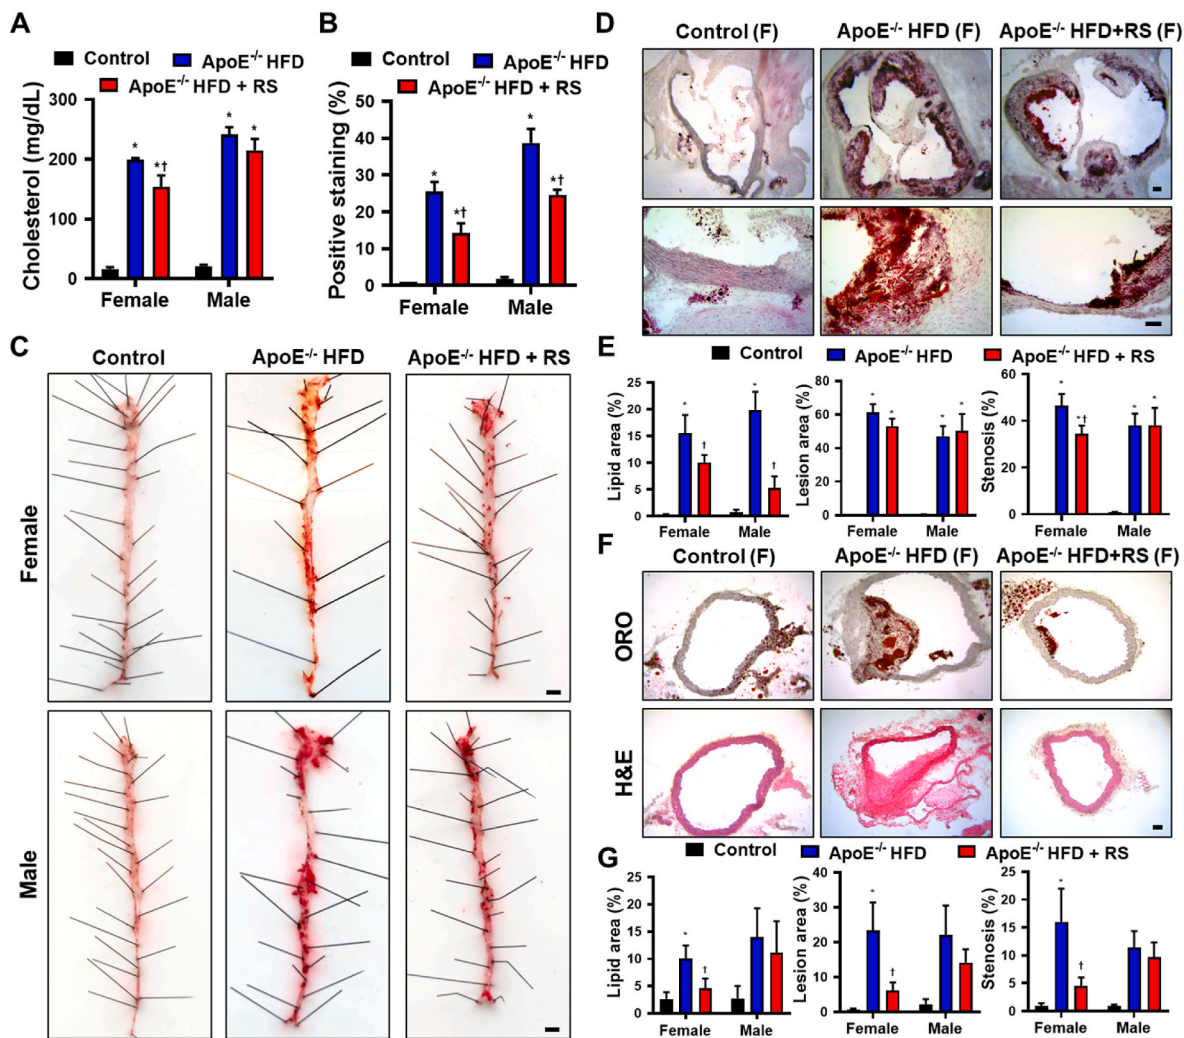 A
Control
ApoE-/- HFD
ApoE-/- HFD + RS
Cholesterol (mg/dL)
300
200
100
0
*
*†
*
*
Female
Male
B
Control
ApoE-/- HFD
ApoE-/- HFD + RS
Positive staining (%)
50
40
30
20
10
0
*
*†
*
*†
Female
Male
C
Control
ApoE-/- HFD
ApoE-/- HFD + RS
Female
Male
D
Control (F)
ApoE-/- HFD (F)
ApoE-/- HFD+RS (F)
E
Control
ApoE-/- HFD
ApoE-/- HFD + RS
Lipid area (%)
25
20
15
10
5
0
*
†
*
†
Female
Male
Lesion area (%)
80
60
40
20
0
*
*
*
*
Female
Male
Stenosis (%)
60
40
20
0
*
*†
*
*
Female
Male
F
Control (F)
ApoE-/- HFD (F)
ApoE-/- HFD+RS (F)
ORO
H&E
G
Control
ApoE-/- HFD
ApoE-/- HFD + RS
Lipid area (%)
25
20
15
10
5
0
*
†
Female
Male
Lesion area (%)
40
30
20
10
0
*
†
Female
Male
Stenosis (%)
25
20
15
10
5
0
*
†
Female
Male